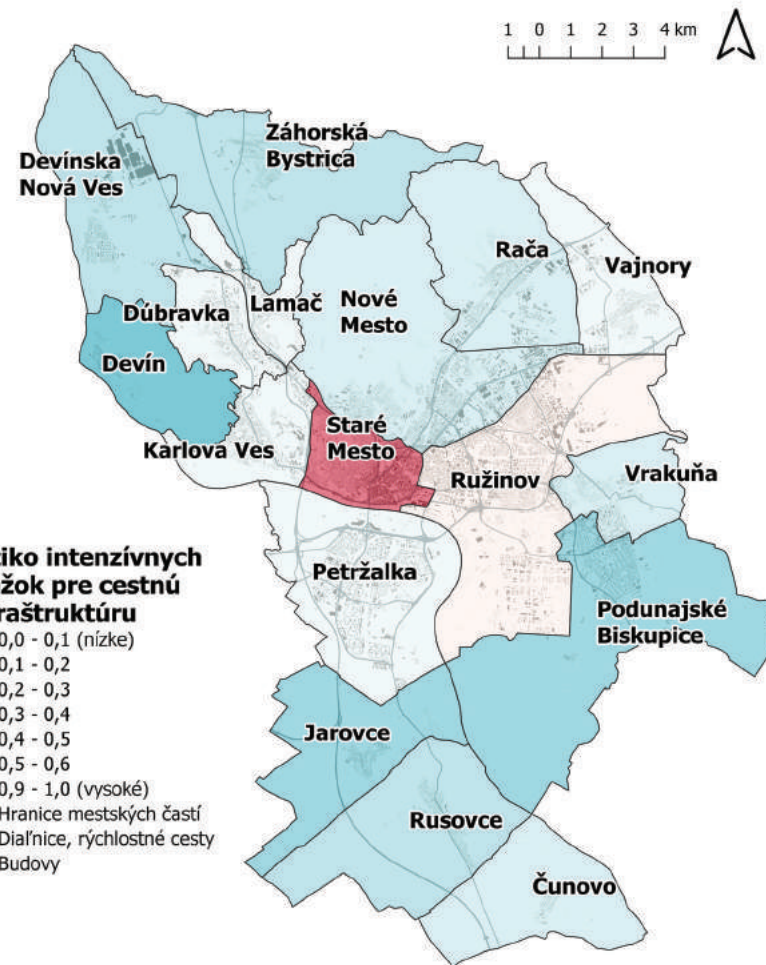 1 0 1 2 3 4 km
Záhorská
Bystrica
Devínska
Nová Ves
Rača
Vajnory
Lamač
Nové
Mesto
Dúbravka
Devín
Staré
Mesto
Karlova Ves
Ružinov
Vrakuňa
Petržalka
Podunajské
Biskupice
Jarovce
Rusovce
Čunovo
iko intenzívnych
žok pre cestnú
raštruktúru
0,0 - 0,1 (nízke)
0,1 - 0,2
0,2 - 0,3
0,3 - 0,4
0,4 - 0,5
0,5 - 0,6
0,9 - 1,0 (vysoké)
Hranice mestských častí
Diaľnice, rýchlostné cesty
Budovy